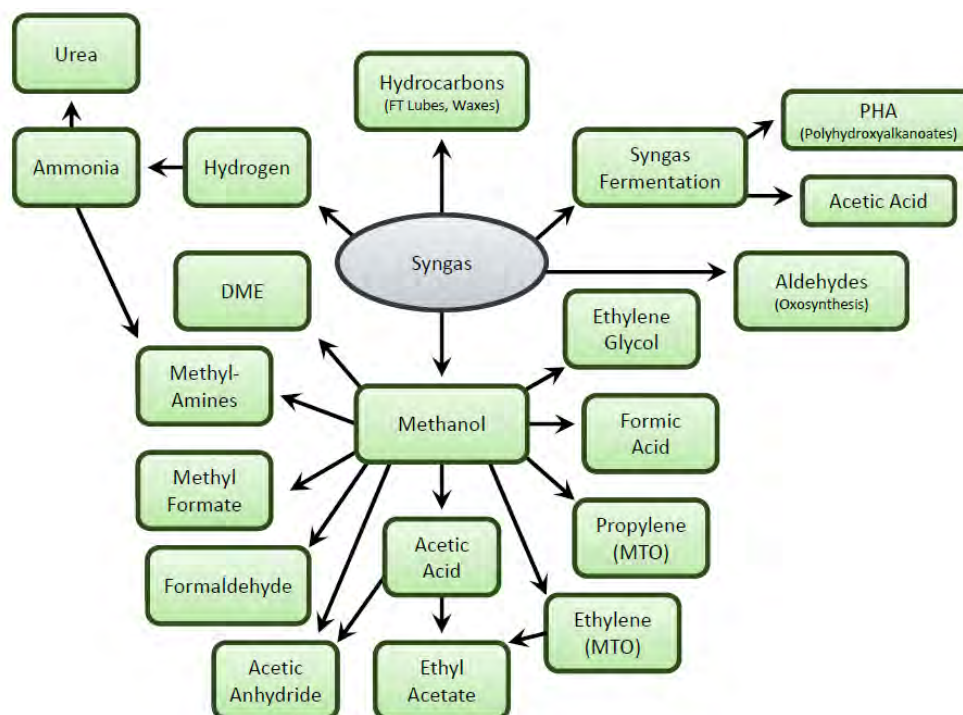 Urea
Hydrocarbons
(FT Lubes, Waxes)
PHA
(Polyhydroxyalkanoates)
Ammonia
Hydrogen
Syngas
Fermentation
Acetic Acid
Syngas
DME
Aldehydes
(Oxosynthesis)
Ethylene
Glycol
Methyl-
Amines
Methanol
Formic
Acid
Methyl
Formate
Propylene
(MTO)
Acetic
Acid
Formaldehyde
Ethylene
(MTO)
Acetic
Anhydride
Ethyl
Acetate